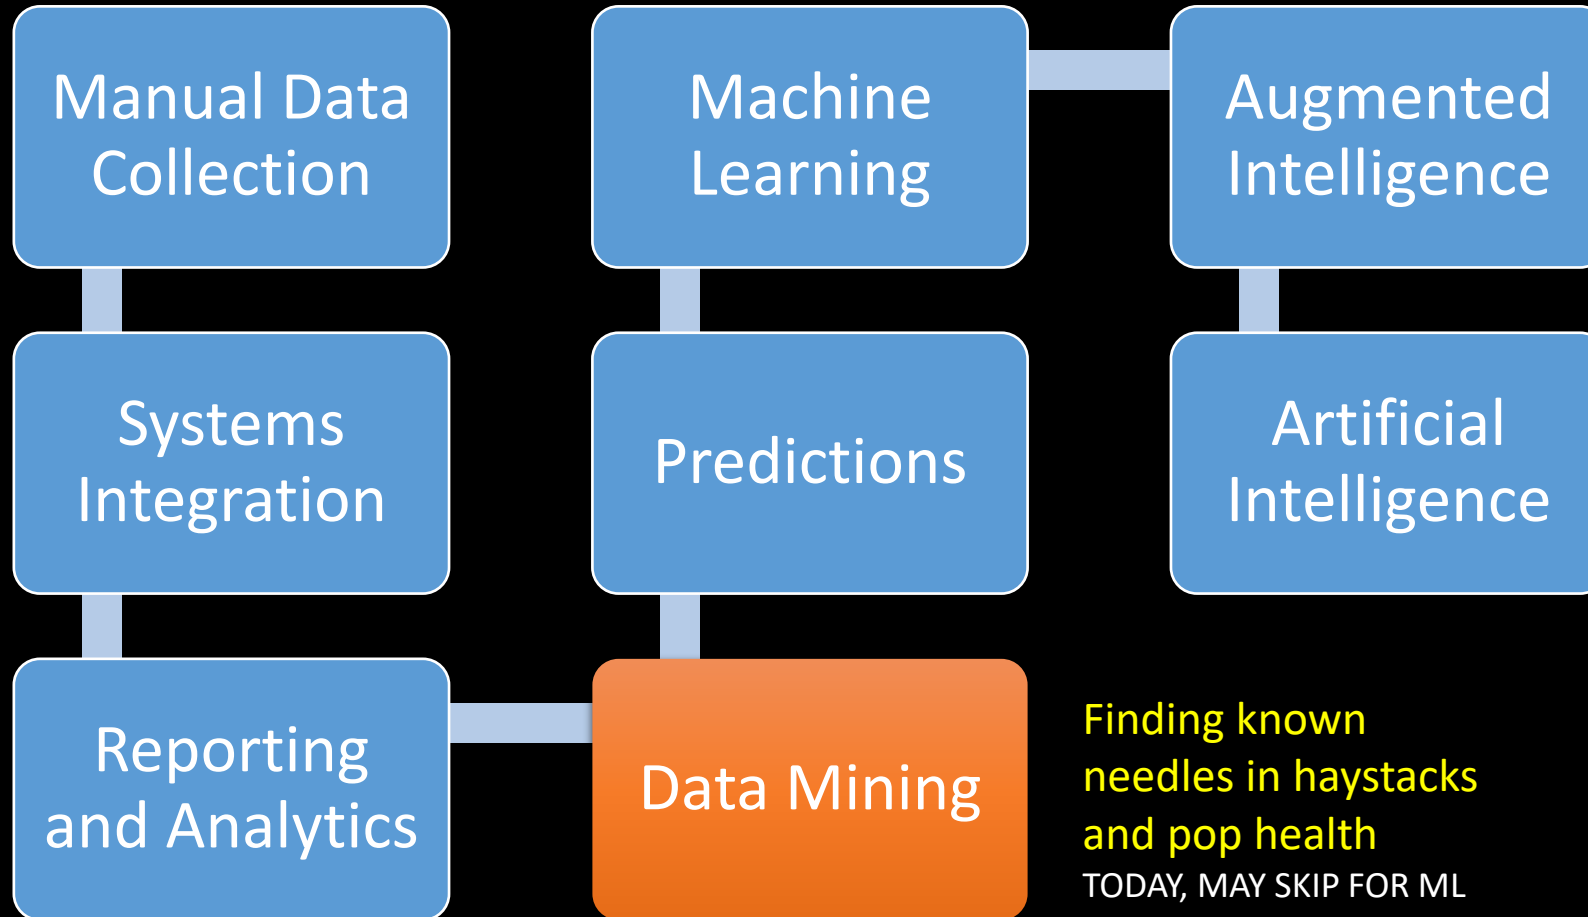 Manual Data
Collection
Systems
Integration
Reporting
and Analytics
Data Mining
Predictions
Machine
Learning
Augmented
Intelligence
Artificial
Intelligence
Finding known
needles in haystacks
and pop health
TODAY, MAY SKIP FOR ML